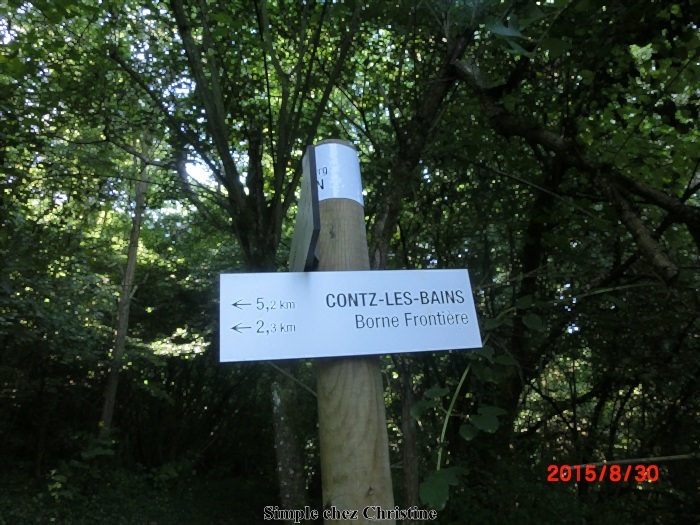 ← 5,2 km CONTZ-LES-BAINS
← 2,3 km Borne Frontière
2015/8/30
Simple chez Christine